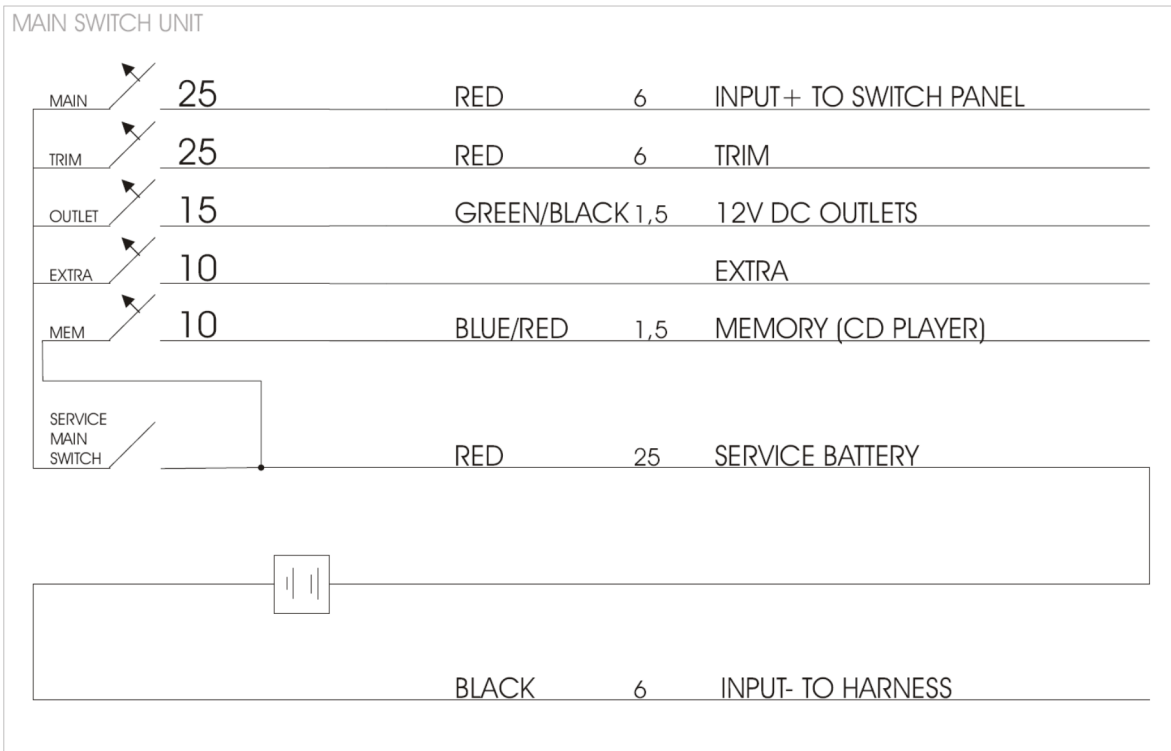 MAIN SWITCH UNIT
MAIN 25 RED 6 INPUT+ TO SWITCH PANEL
TRIM 25 RED 6 TRIM
OUTLET 15 GREEN/BLACK 1,5 12V DC OUTLETS
EXTRA 10 EXTRA
MEM 10 BLUE/RED 1,5 MEMORY (CD PLAYER)
SERVICE
MAIN
SWITCH RED 25 SERVICE BATTERY
BLACK 6 INPUT- TO HARNESS